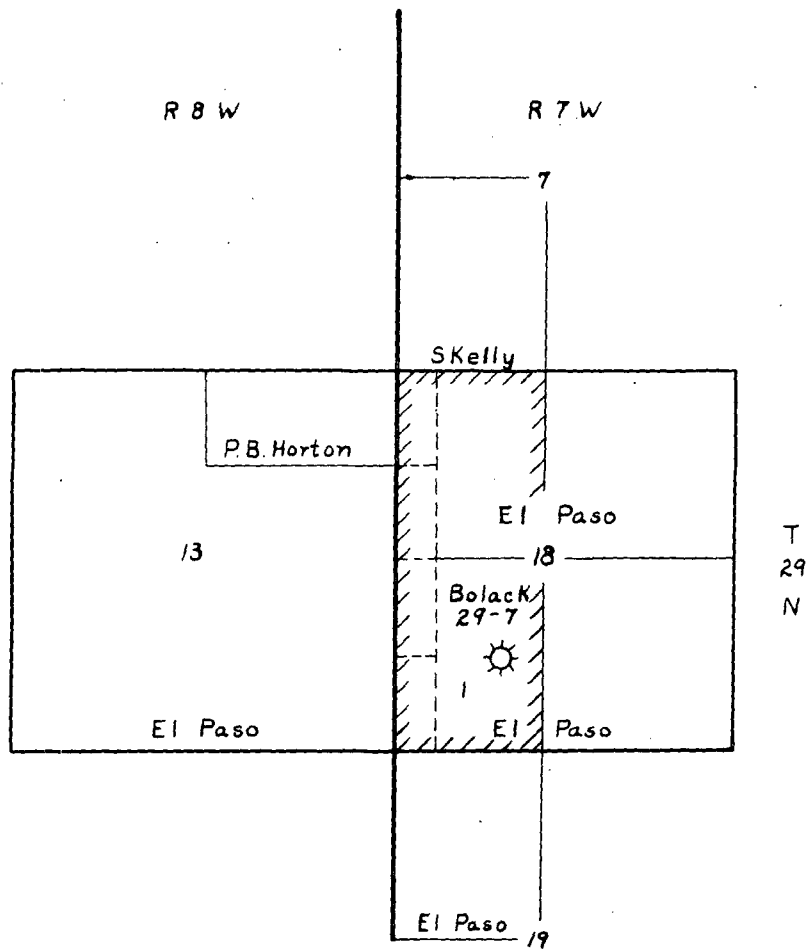 R 8 W
R 7 W
7
Skelly
P.B. Horton
El Paso
13
18
T
29
N
Bolack
29-7
1
El Paso
El Paso
El Paso
19